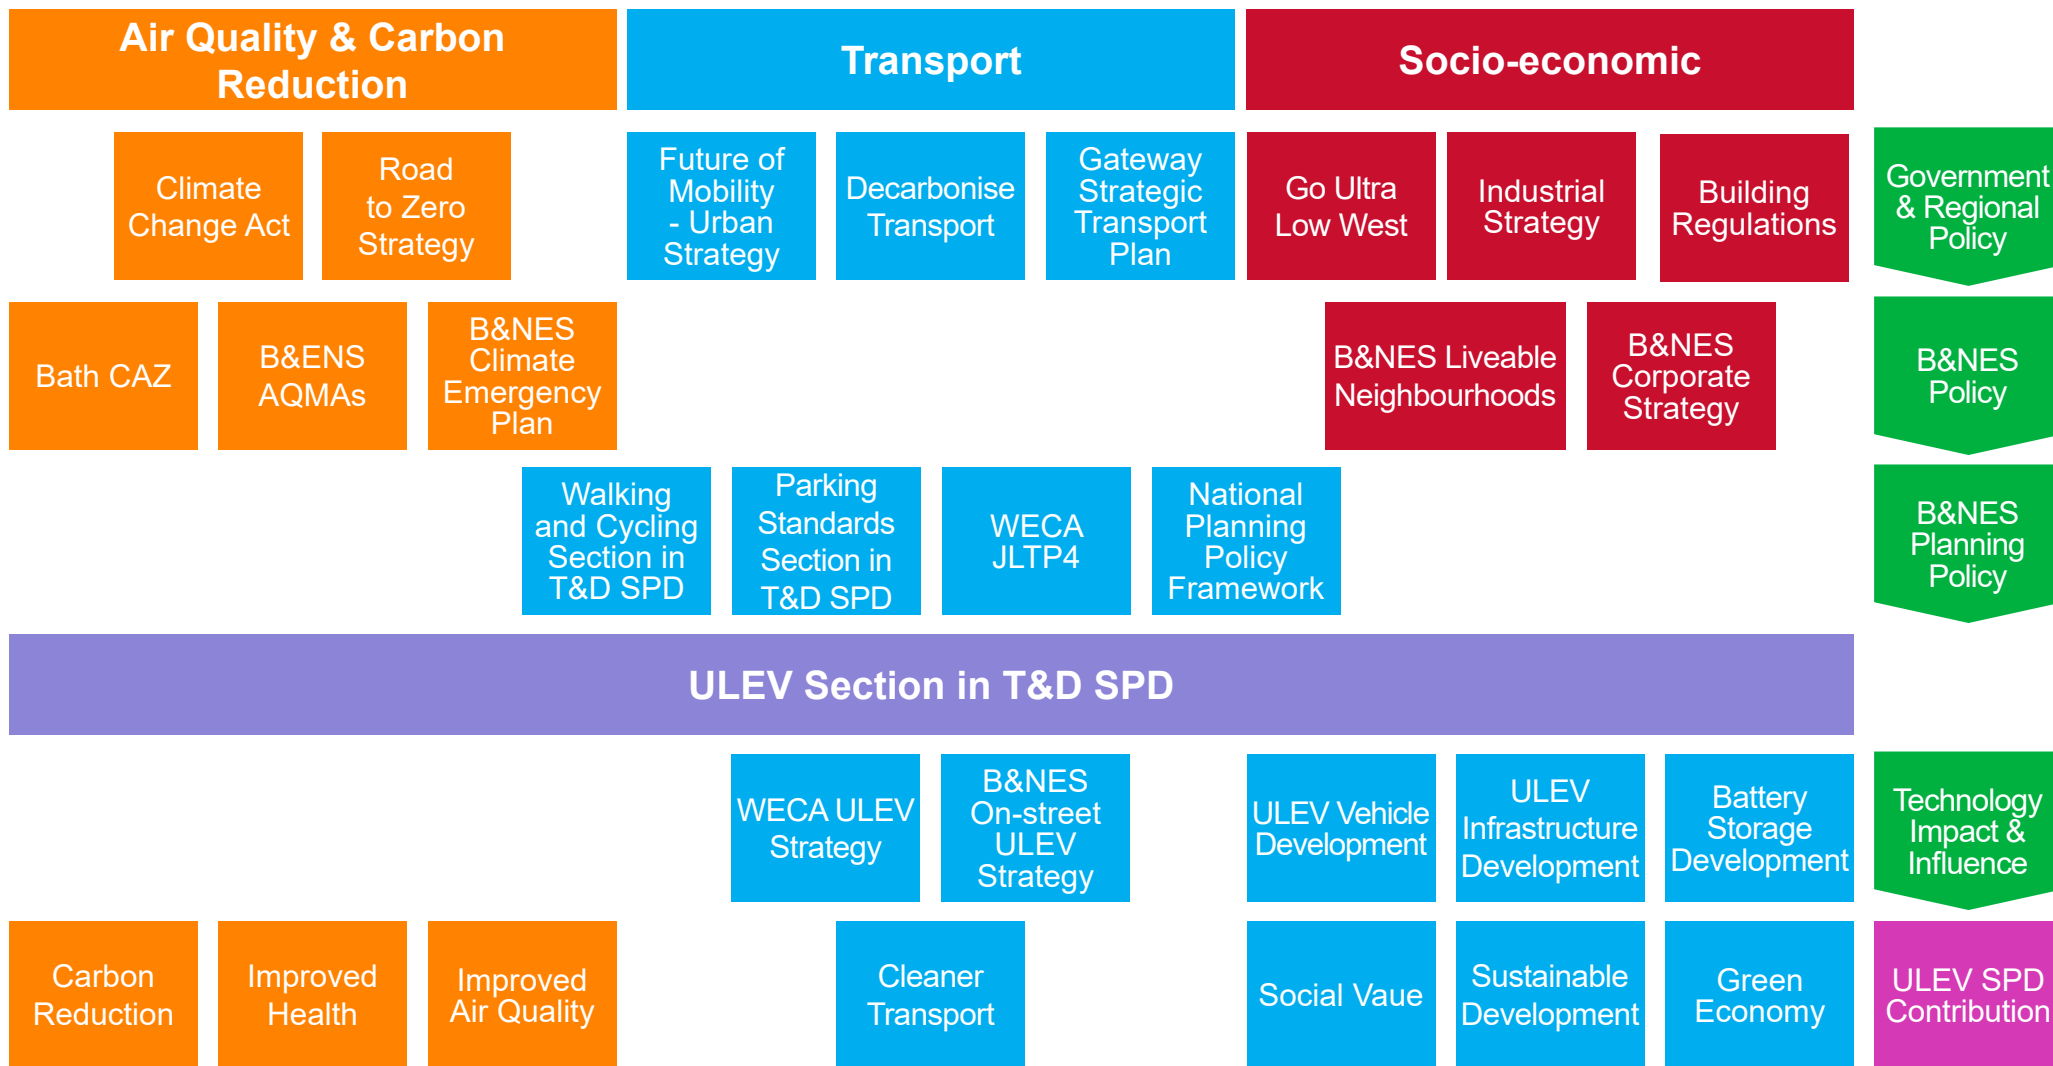 Air Quality & Carbon
Reduction
Transport
Socio-economic
Climate
Change Act
Road
to Zero
Strategy
Future of
Mobility
- Urban
Strategy
Decarbonise
Transport
Gateway
Strategic
Transport
Plan
Go Ultra
Low West
Industrial
Strategy
Building
Regulations
Government
& Regional
Policy
Bath CAZ
B&ENS
AQMAs
B&NES
Climate
Emergency
Plan
B&NES Liveable
Neighbourhoods
B&NES
Corporate
Strategy
B&NES
Policy
Walking
and Cycling
Section in
T&D SPD
Parking
Standards
Section in
T&D SPD
WECA
JLTP4
National
Planning
Policy
Framework
B&NES
Planning
Policy
ULEV Section in T&D SPD
WECA ULEV
Strategy
B&NES
On-street
ULEV
Strategy
ULEV Vehicle
Development
ULEV
Infrastructure
Development
Battery
Storage
Development
Technology
Impact &
Influence
Carbon
Reduction
Improved
Health
Improved
Air Quality
Cleaner
Transport
Social Vaue
Sustainable
Development
Green
Economy
ULEV SPD
Contribution